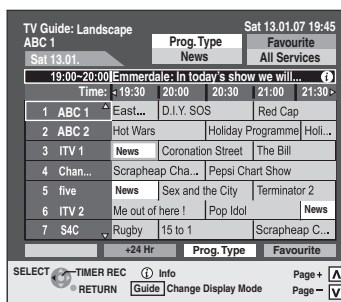 TV Guide: Landscape Sat 13.01.07 19:45
ABC 1 Prog. Type Favourite
Sat 13.01. News All Services
19:00~20:00 Emmerdale: In today's show we will... i
Time: 19:30 20:00 20:30 21:00 21:30
1 ABC 1 East... D.I.Y. SOS Red Cap
2 ABC 2 Hot Wars Holiday Programme Holi...
3 ITV 1 News Coronation Street The Bill
4 Chan... Scrapheap Cha... Pepsi Chart Show
5 five News Sex and the City Terminator 2
6 ITV 2 Me out of here ! Pop Idol News
7 S4C Rugby 15 to 1 Scrapheap C...
+24 Hr Prog. Type Favourite
SELECT TIMER REC i Info Page+
RETURN Guide Change Display Mode Page-